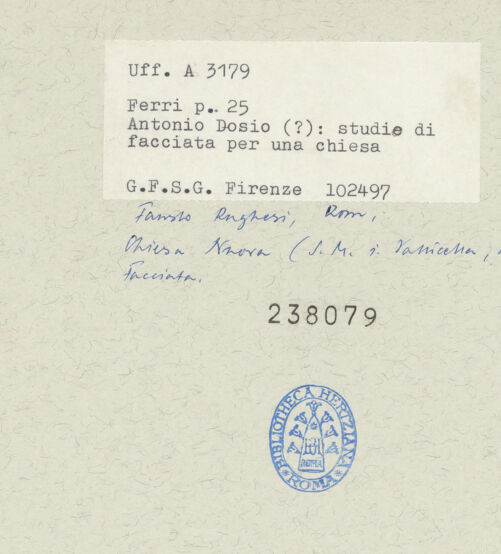 Uff. A 3179
Ferri p. 25
Antonio Dosio (?): studie di
facciata per una chiesa
G.F.S.G. Firenze 102497
Fausto Rughesi, Rom,
Chiesa Nuova (S. M. i. Vallicella,
Facciata.
238079
BIBLIOTHECA HERTZIANA
ROMA
ROMA